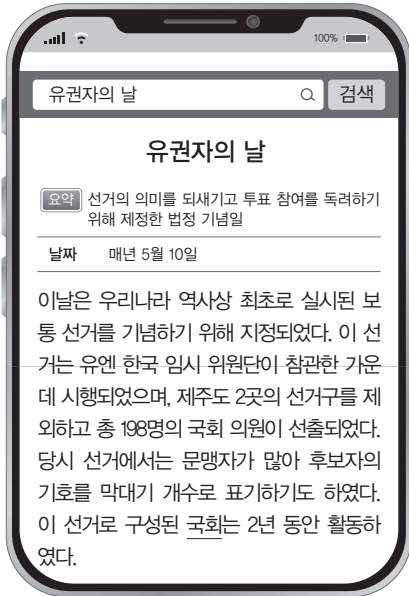 100%
유권자의 날 검색
유권자의 날
요약 선거의 의미를 되새기고 투표 참여를 독려하기
위해 제정한 법정 기념일
날짜 매년 5월 10일
이날은 우리나라 역사상 최초로 실시된 보
통 선거를 기념하기 위해 지정되었다. 이 선
거는 유엔 한국 임시 위원단이 참관한 가운
데 시행되었으며, 제주도 2곳의 선거구를 제
외하고 총 198명의 국회 의원이 선출되었다.
당시 선거에서는 문맹자가 많아 후보자의
기호를 막대기 개수로 표기하기도 하였다.
이 선거로 구성된 국회는 2년 동안 활동하
였다.